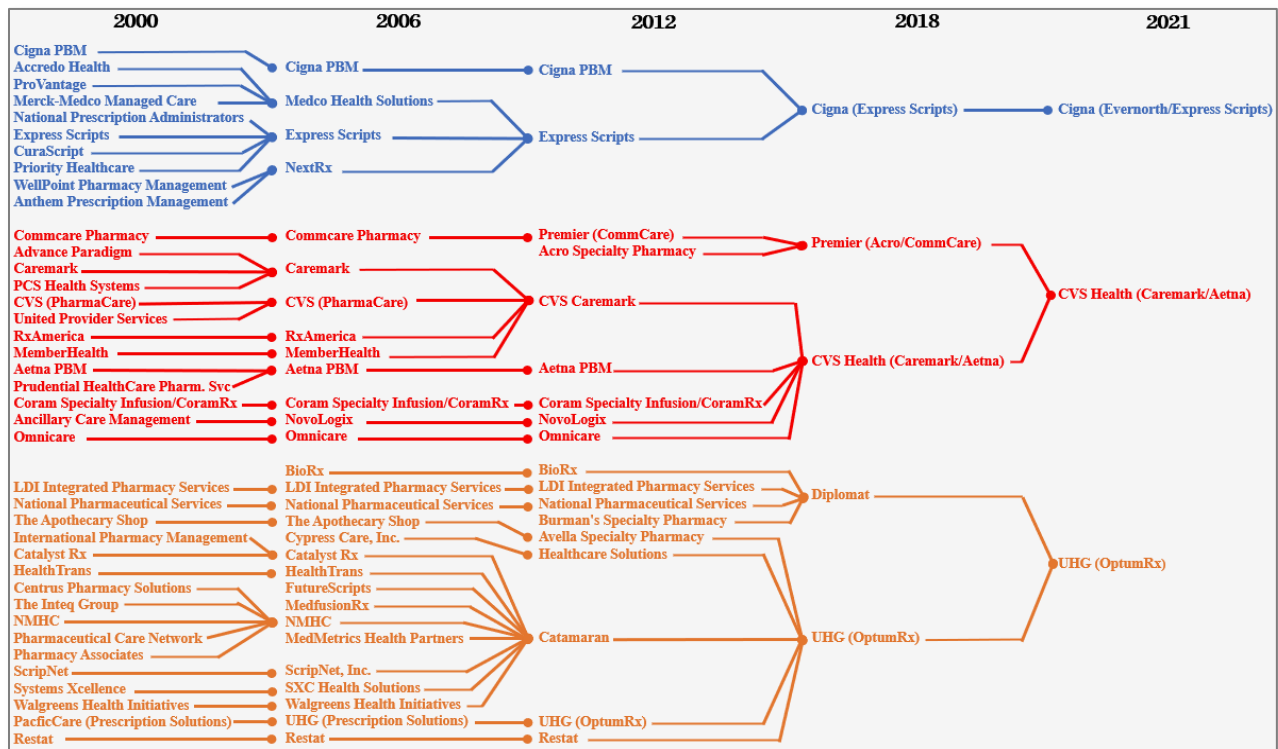 2000 2006 2012 2018 2021
Cigna PBM
Accredo Health
ProVantage
Merck-Medco Managed Care
National Prescription Administrators
Express Scripts
CuraScript
Priority Healthcare
WellPoint Pharmacy Management
Anthem Prescription Management
Cigna PBM
Medco Health Solutions
Express Scripts
NextRx
Cigna PBM
Express Scripts
Cigna (Express Scripts)
Cigna (Evernorth/Express Scripts)
Commcare Pharmacy
Advance Paradigm
Caremark
PCS Health Systems
CVS (PharmaCare)
United Provider Services
RxAmerica
MemberHealth
Aetna PBM
Prudential HealthCare Pharm. Svc
Coram Specialty Infusion/CoramRx
Ancillary Care Management
Omnicare
Commcare Pharmacy
Caremark
CVS (PharmaCare)
RxAmerica
MemberHealth
Aetna PBM
Coram Specialty Infusion/CoramRx
NovoLogix
Omnicare
Premier (CommCare)
Acro Specialty Pharmacy
CVS Caremark
Aetna PBM
Coram Specialty Infusion/CoramRx
NovoLogix
Omnicare
Premier (Acro/CommCare)
CVS Health (Caremark/Aetna)
CVS Health (Caremark/Aetna)
LDI Integrated Pharmacy Services
National Pharmaceutical Services
The Apothecary Shop
International Pharmacy Management
Catalyst Rx
HealthTrans
Centrus Pharmacy Solutions
The Inteq Group
NMHC
Pharmaceutical Care Network
Pharmacy Associates
ScripNet
Systems Xcellence
Walgreens Health Initiatives
PacficCare (Prescription Solutions)
Restat
BioRx
LDI Integrated Pharmacy Services
National Pharmaceutical Services
The Apothecary Shop
Cypress Care, Inc.
Catalyst Rx
HealthTrans
FutureScripts
MedfusionRx
NMHC
MedMetrics Health Partners
ScripNet, Inc.
SXC Health Solutions
Walgreens Health Initiatives
UHG (Prescription Solutions)
Restat
BioRx
LDI Integrated Pharmacy Services
National Pharmaceutical Services
Burman's Specialty Pharmacy
Avella Specialty Pharmacy
Healthcare Solutions
Catamaran
UHG (OptumRx)
Restat
Diplomat
UHG (OptumRx)
UHG (OptumRx)